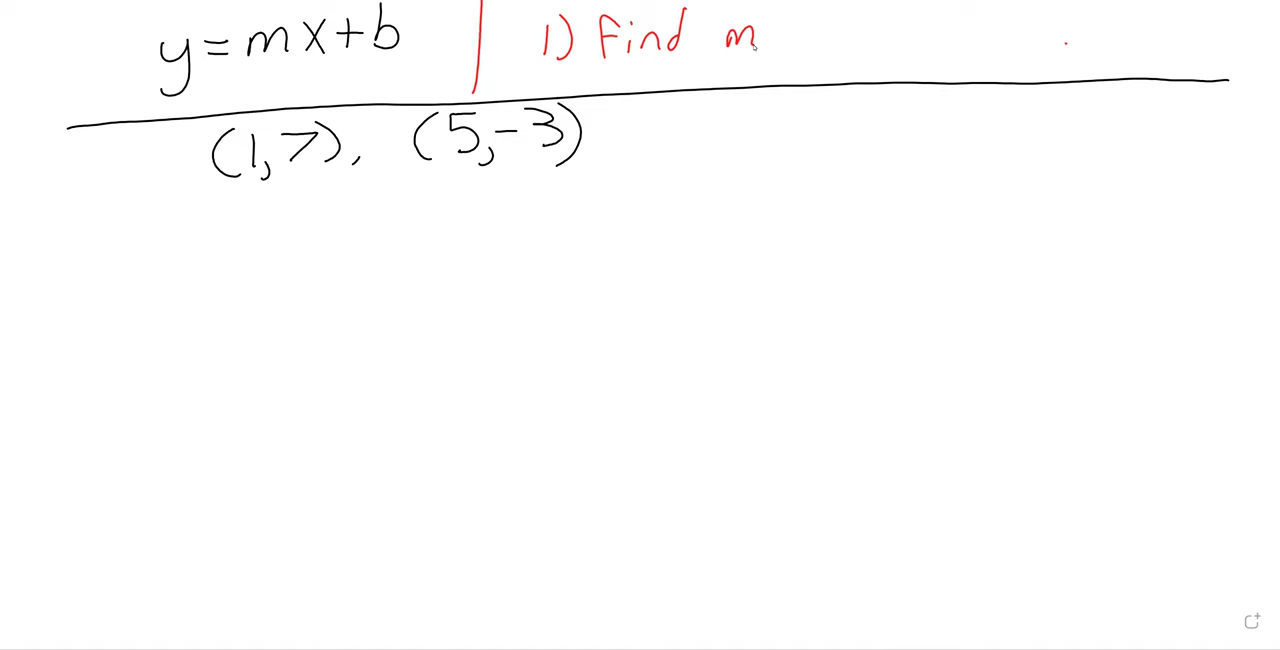 y=mx+b 1) Find m
(1,7), (5,-3)